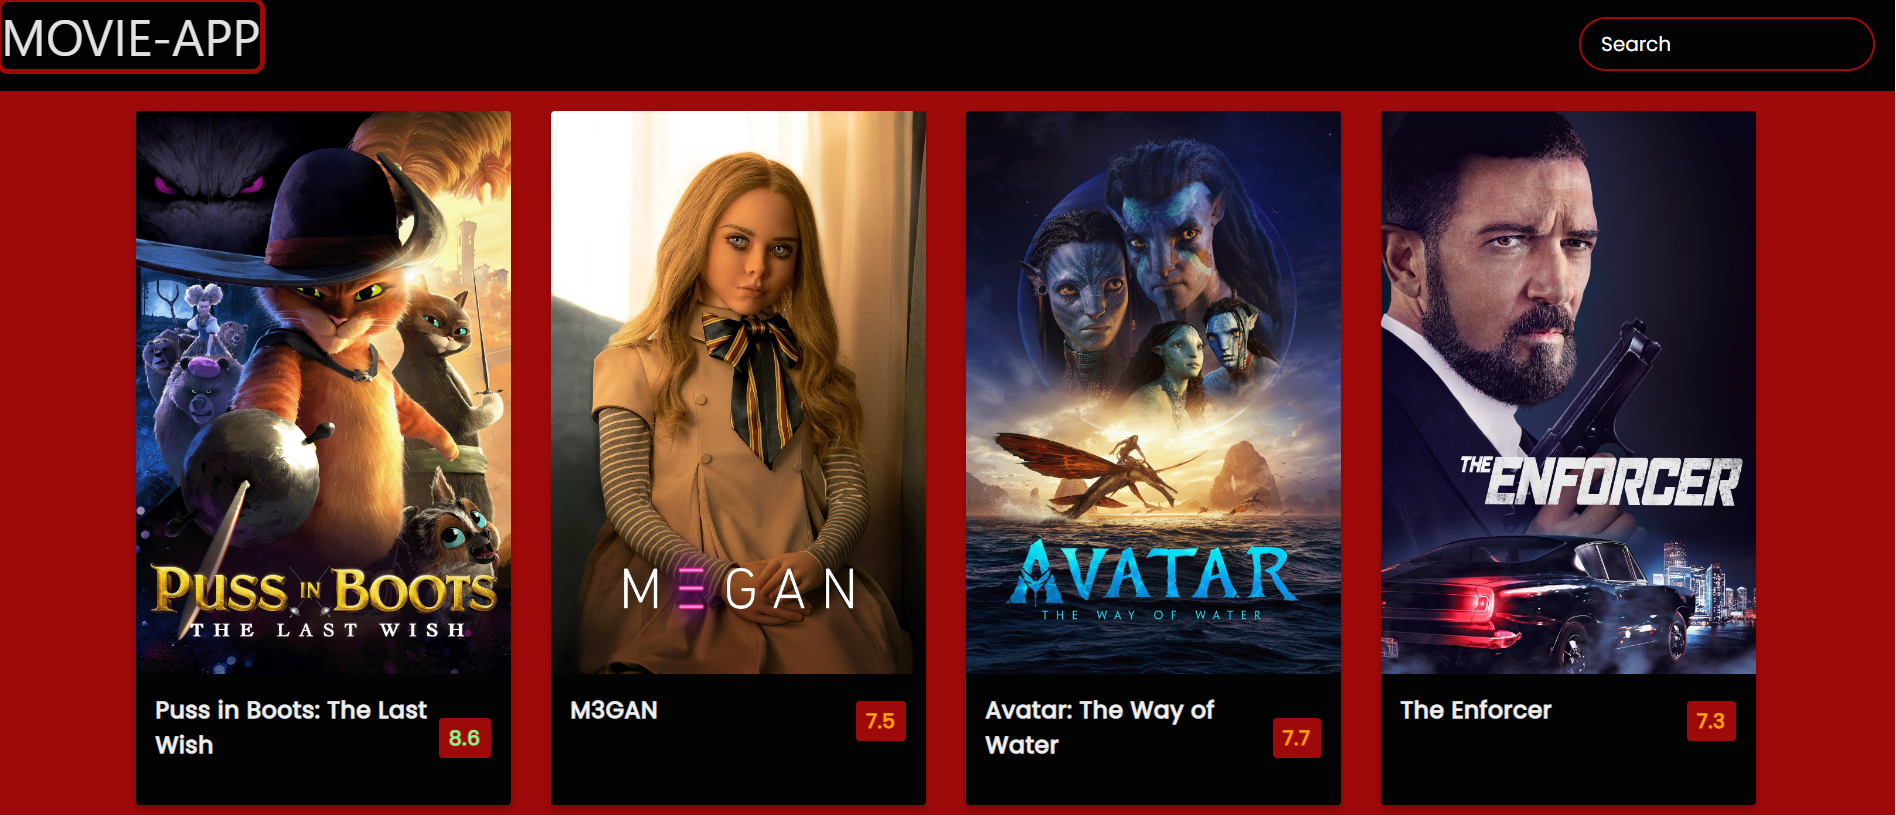 MOVIE-APP
Search
PUSS IN BOOTS
THE LAST WISH
M∃GAN
AVATAR
THE WAY OF WATER
THE ENFORCER
Puss in Boots: The Last
Wish
8.6
M3GAN
7.5
Avatar: The Way of
Water
7.7
The Enforcer
7.3